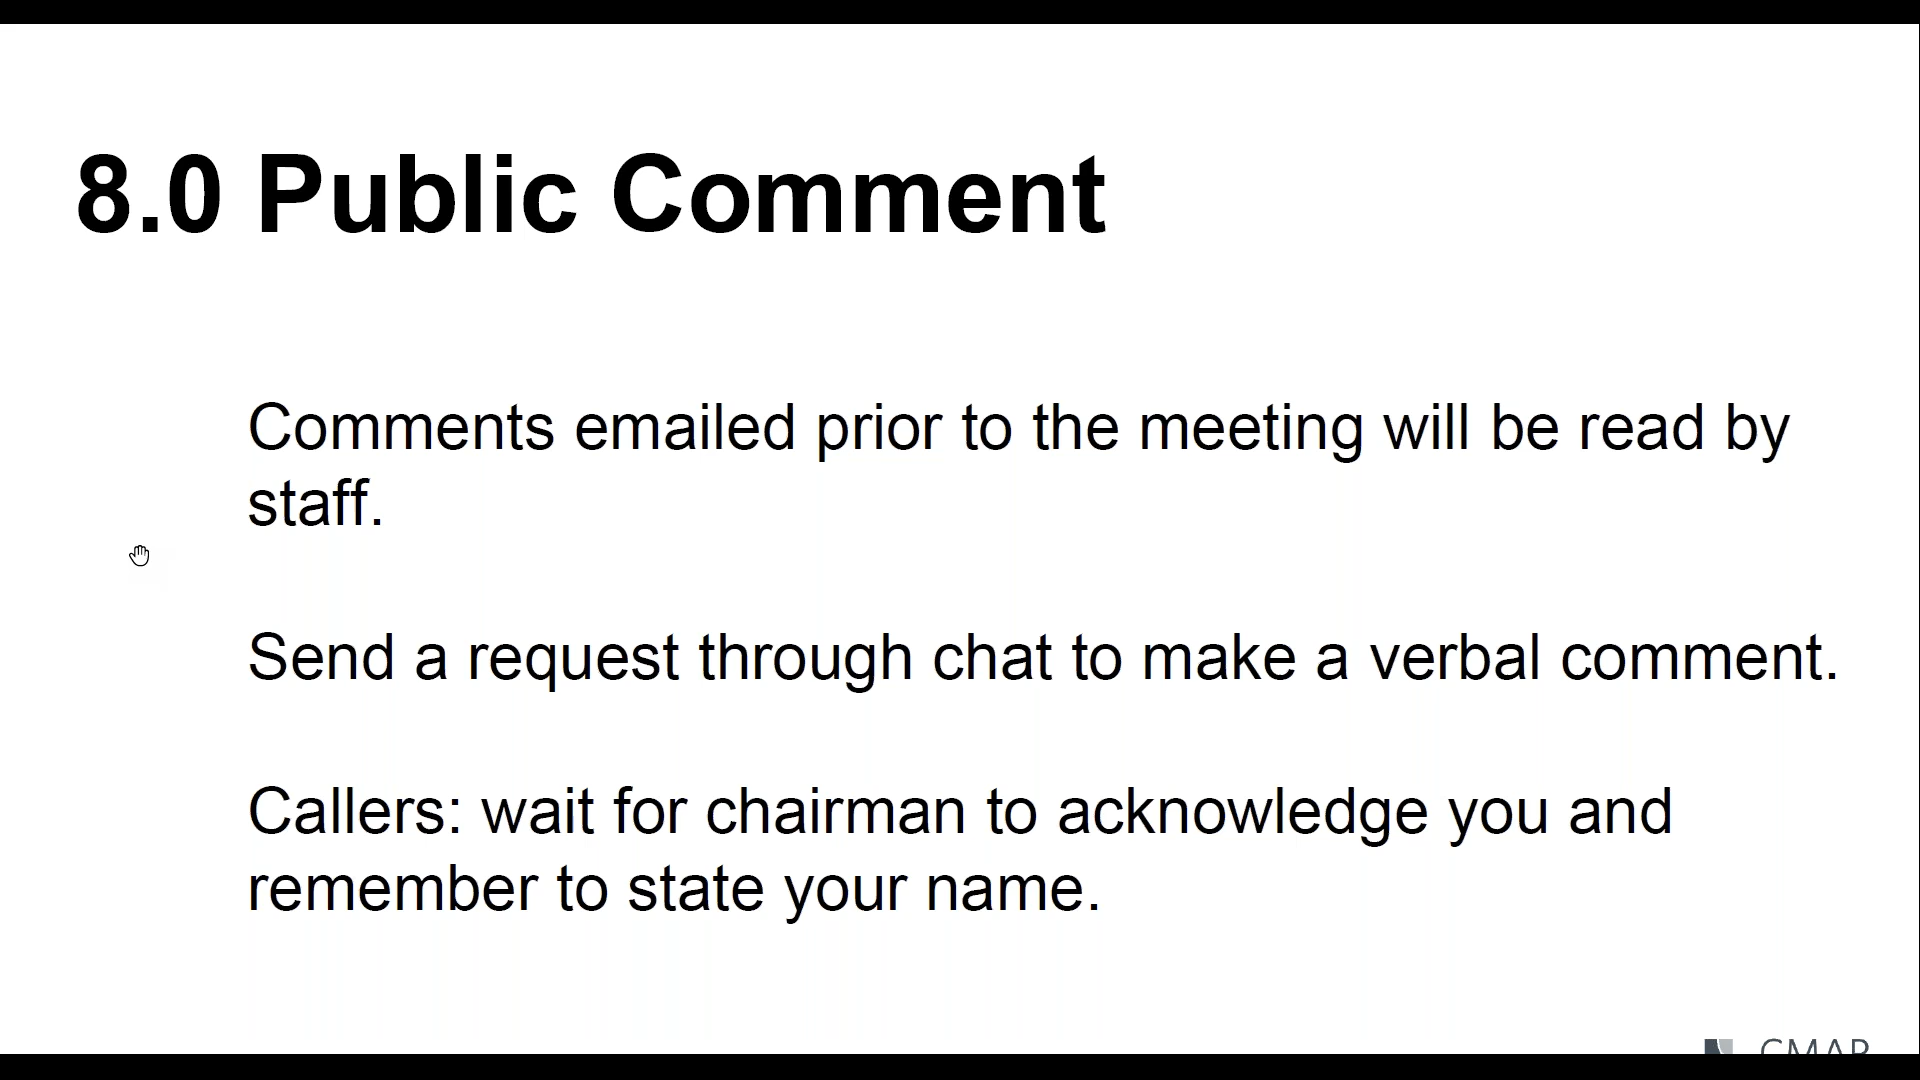 8.0 Public Comment
Comments emailed prior to the meeting will be read by
staff.
Send a request through chat to make a verbal comment.
Callers: wait for chairman to acknowledge you and
remember to state your name.
CMAP